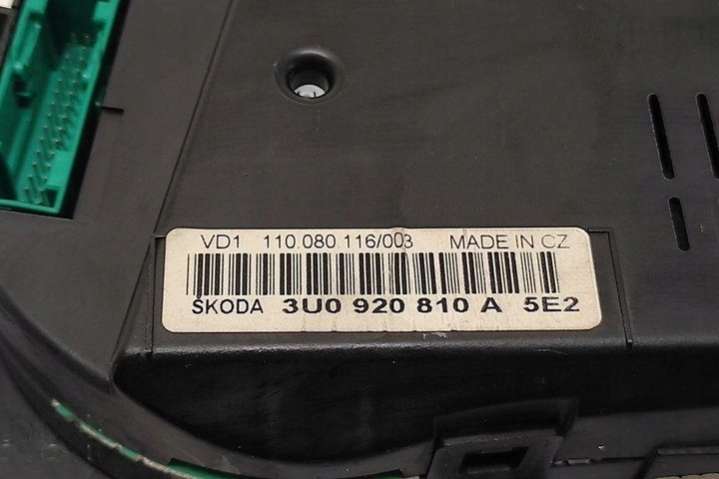 VD1 110.080.116/003 MADE IN CZ
ŠKODA 3U0 920 810 A 5E2